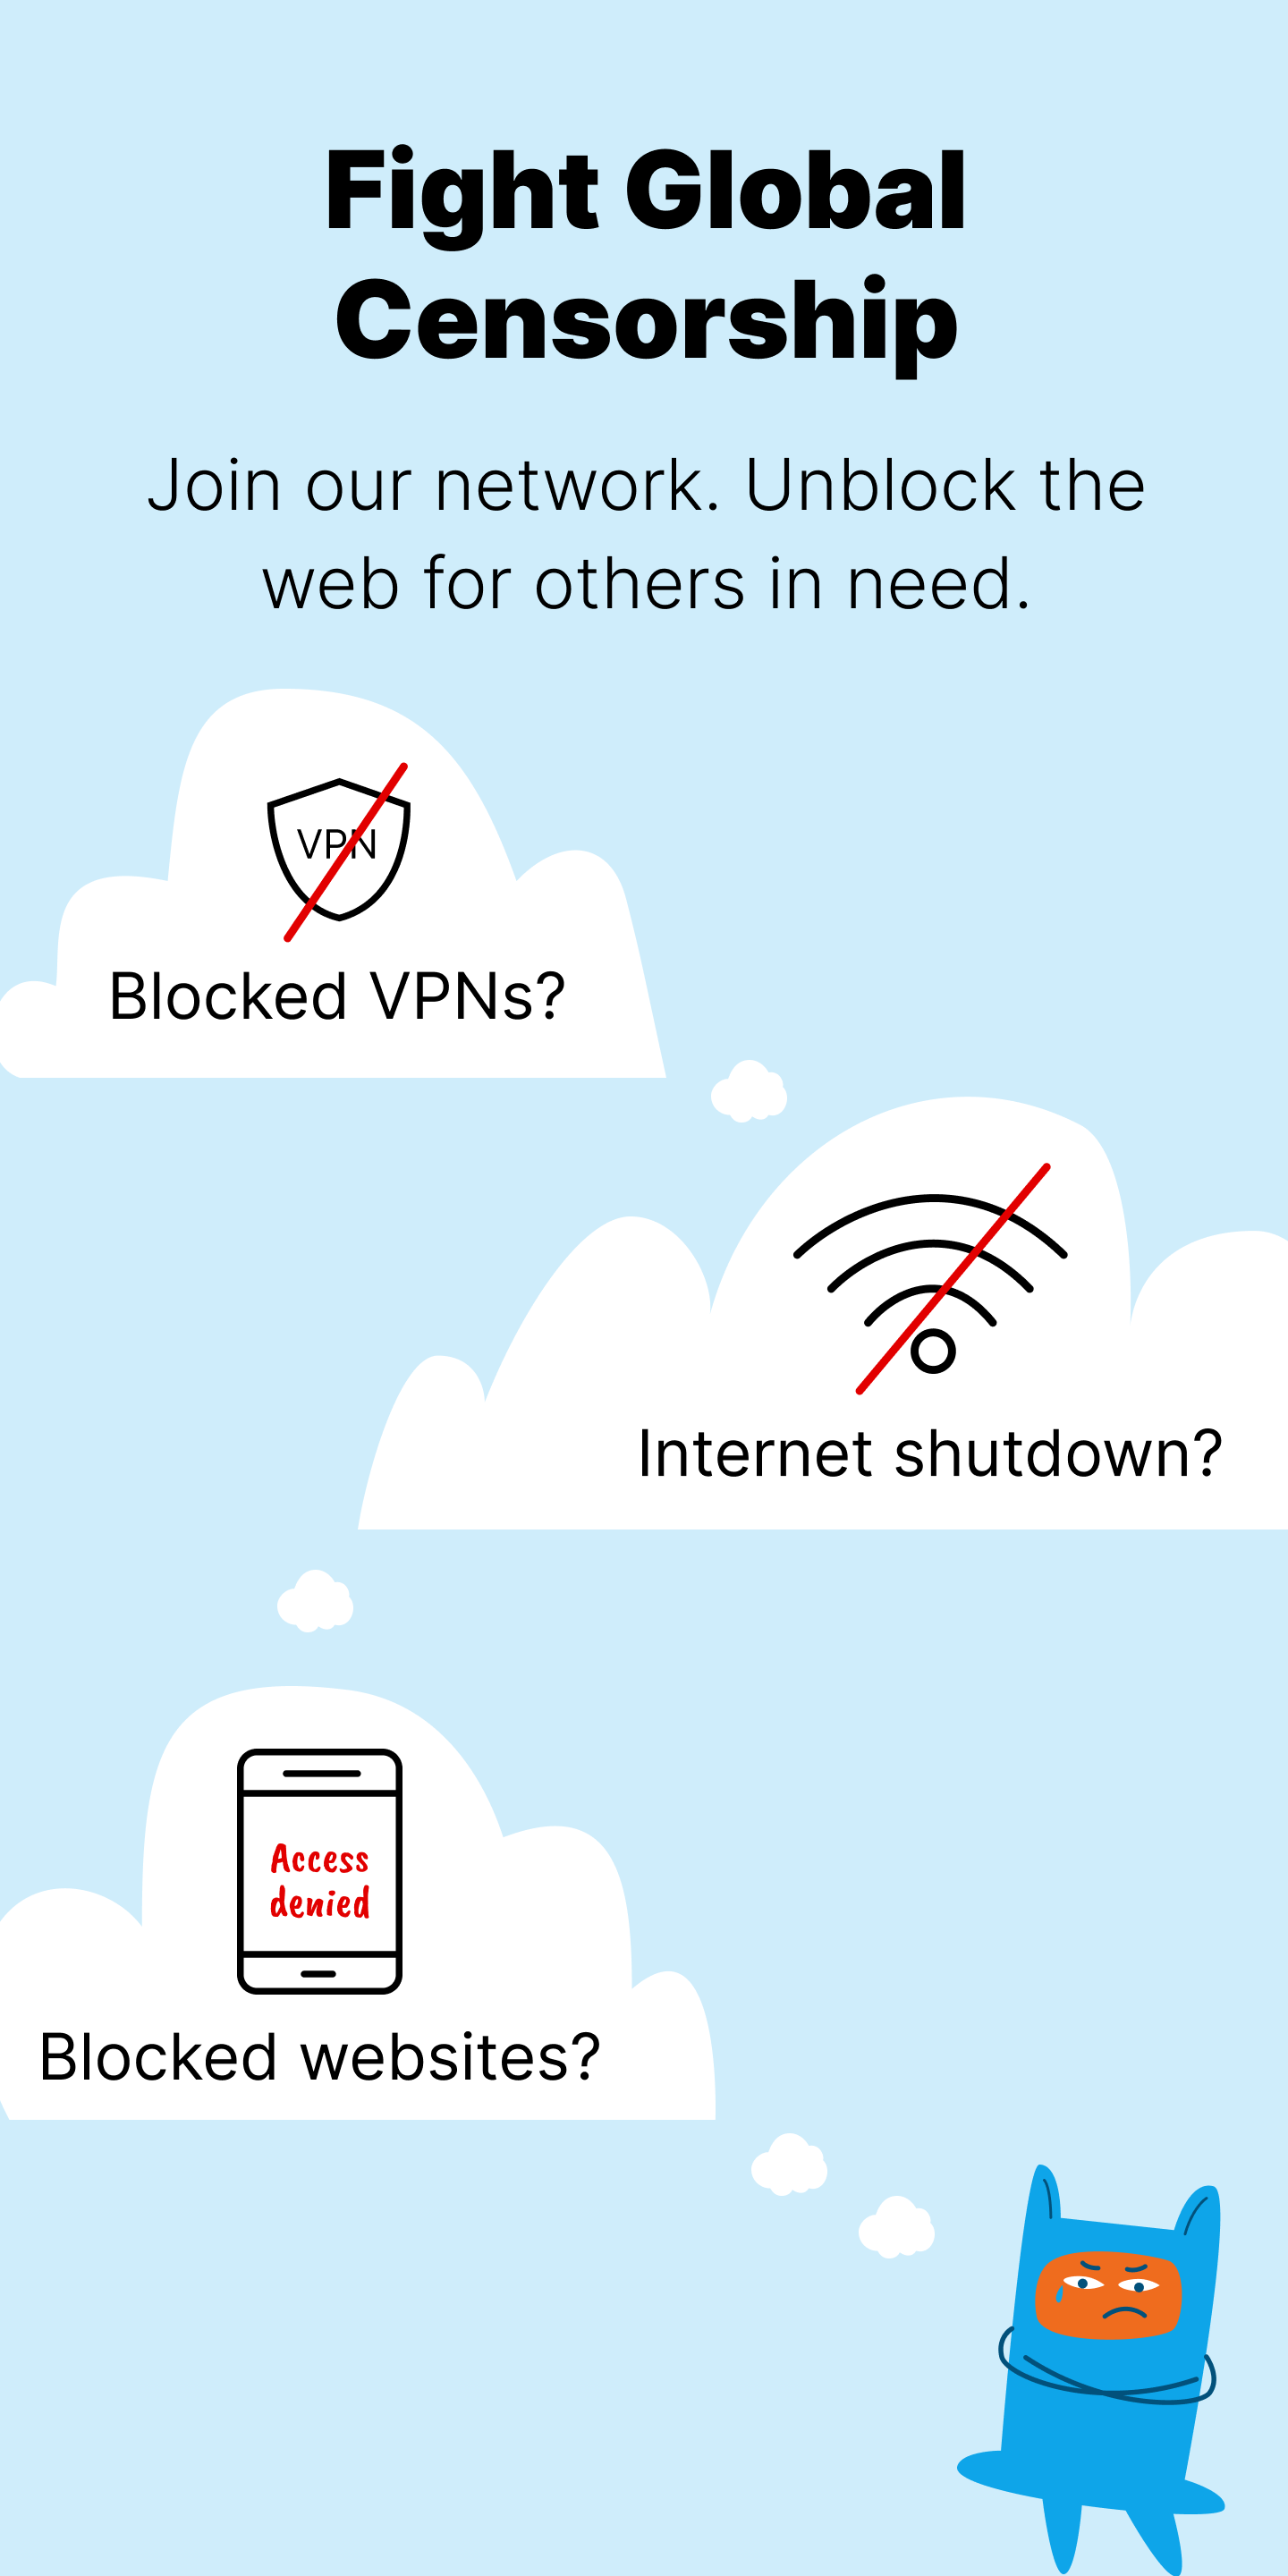 Fight Global
Censorship
Join our network. Unblock the
web for others in need.
VPN
Blocked VPNs?
Internet shutdown?
Access
denied
Blocked websites?